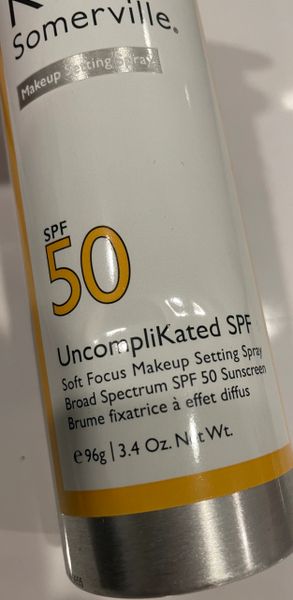 Somerville®
Makeup Setting Spray
SPF
50
UncompliKated SPF
Soft Focus Makeup Setting Spray
Broad Spectrum SPF 50 Sunscreen
Brume fixatrice à effet diffus
℮ 96g | 3.4 Oz. Net Wt.